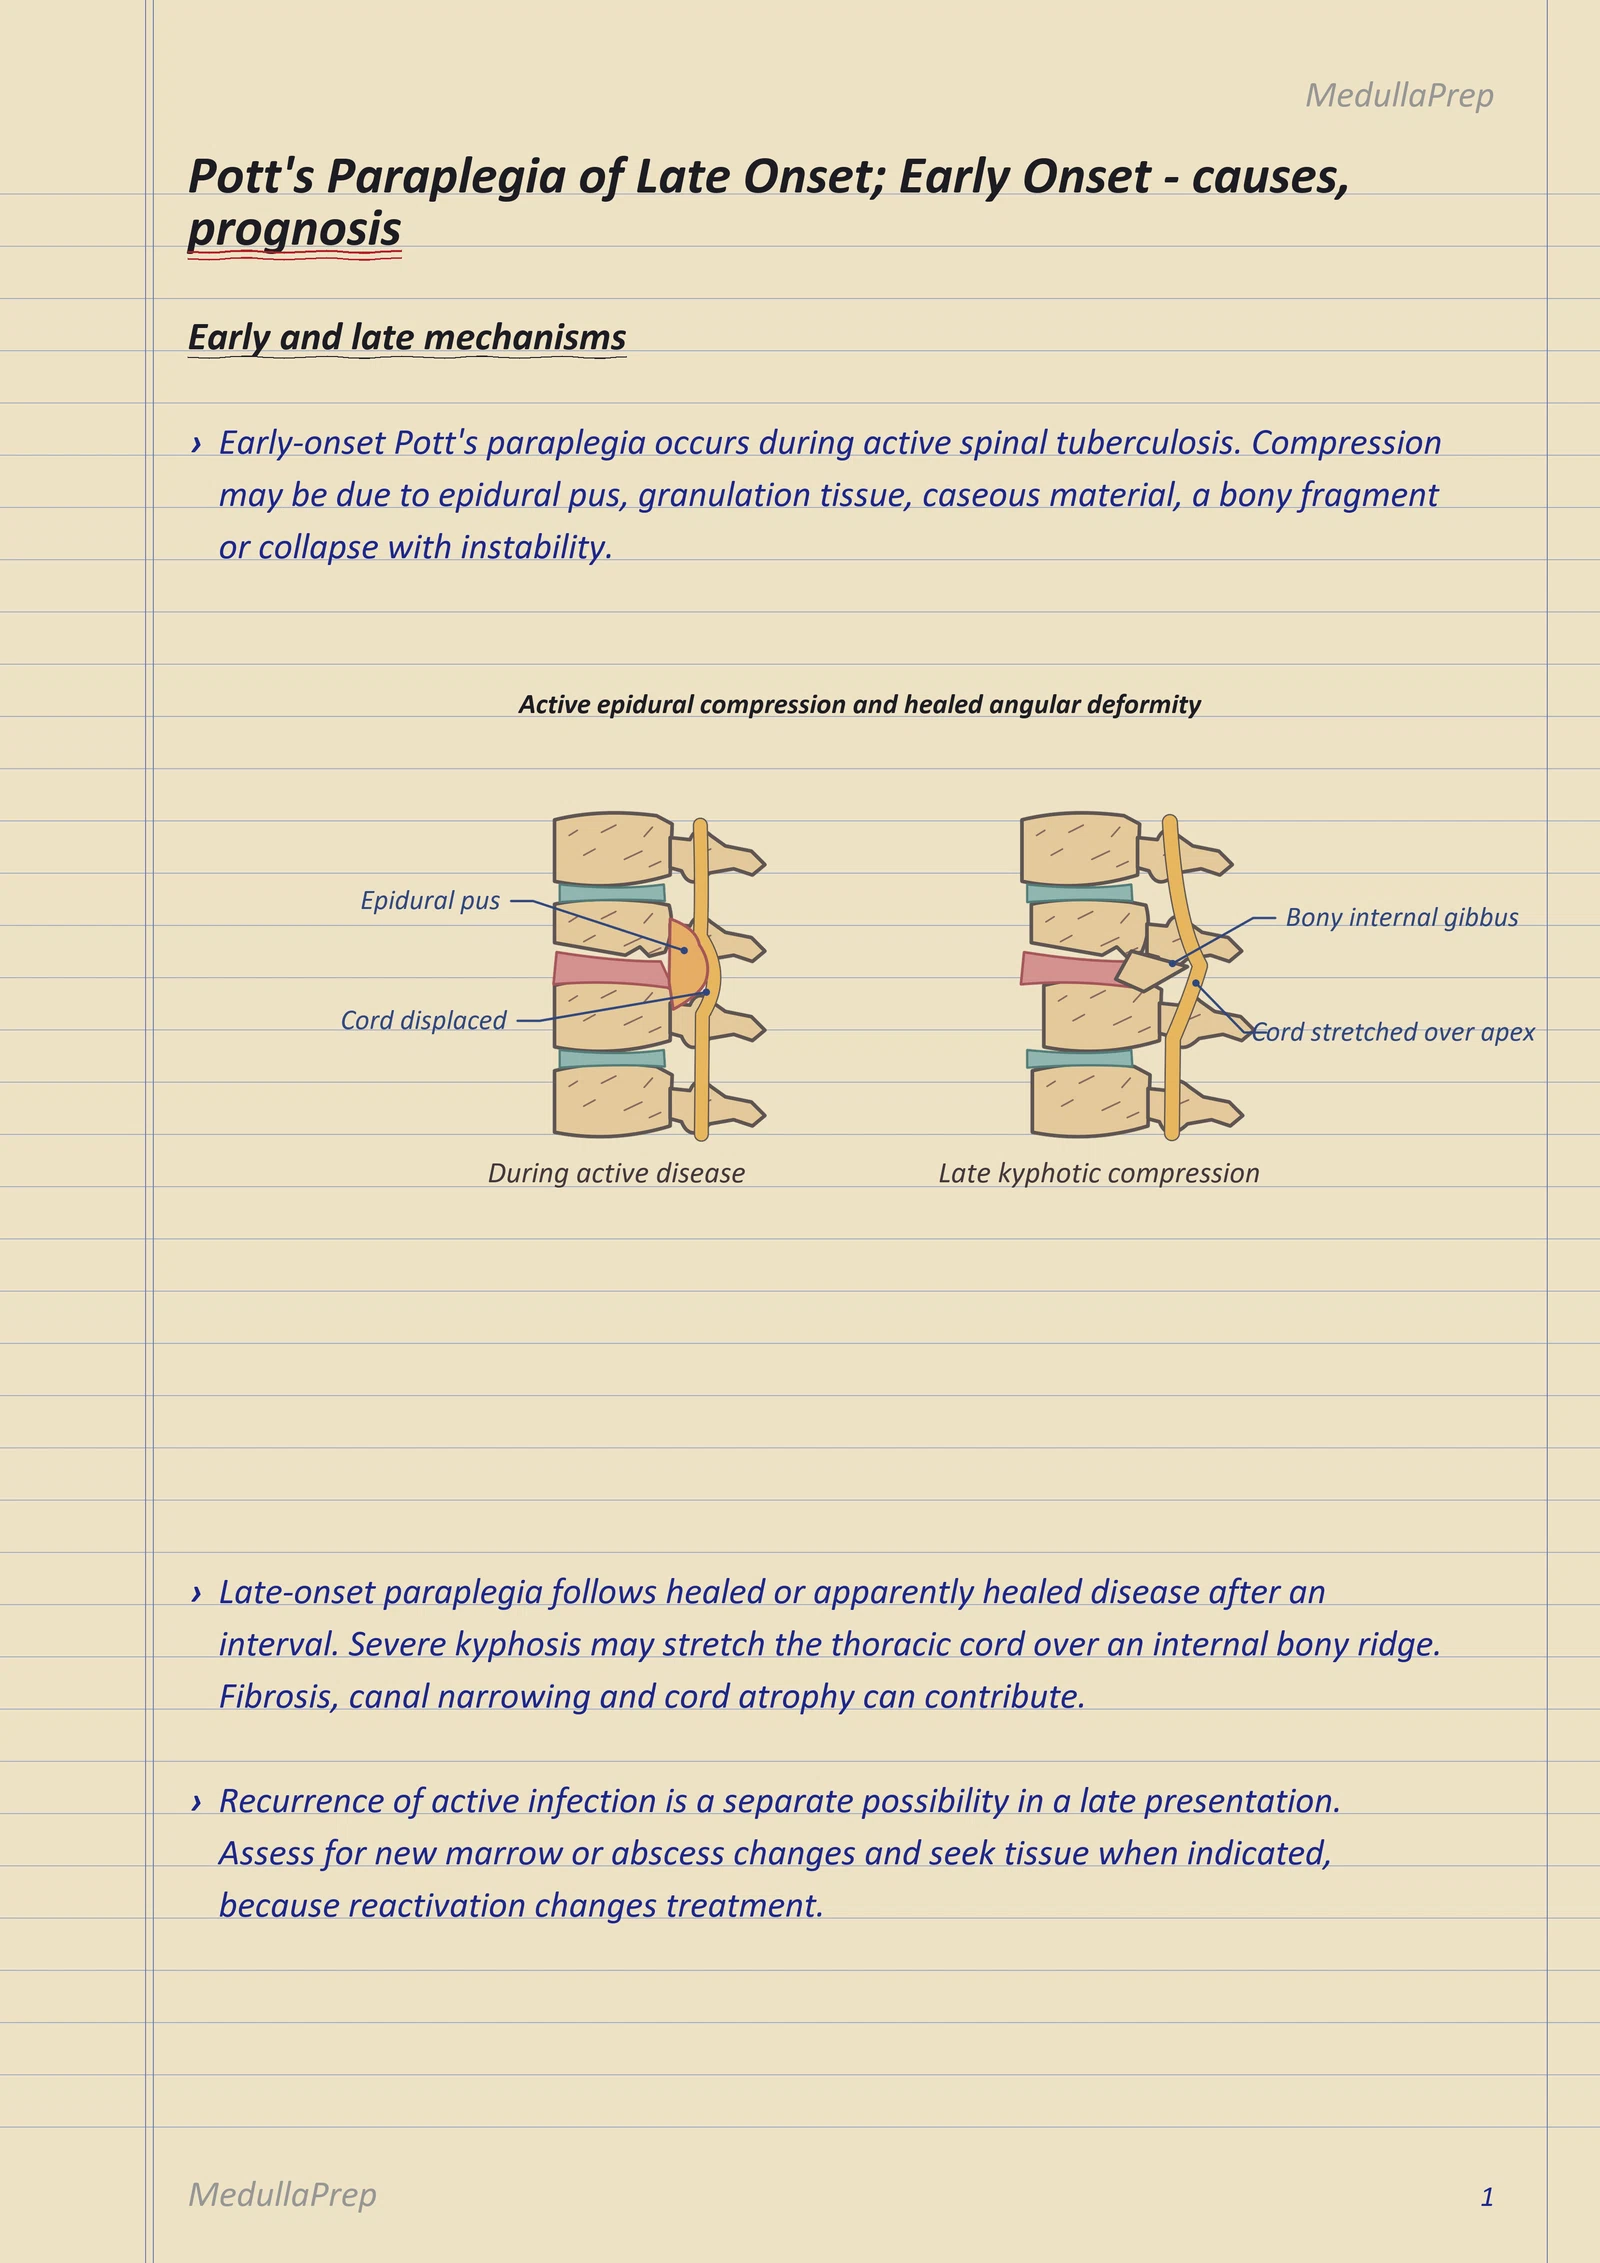 MedullaPrep
Pott's Paraplegia of Late Onset; Early Onset - causes,
prognosis
Early and late mechanisms
› Early-onset Pott's paraplegia occurs during active spinal tuberculosis. Compression
may be due to epidural pus, granulation tissue, caseous material, a bony fragment
or collapse with instability.
Active epidural compression and healed angular deformity
Epidural pus
Cord displaced
During active disease
Bony internal gibbus
Cord stretched over apex
Late kyphotic compression
› Late-onset paraplegia follows healed or apparently healed disease after an
interval. Severe kyphosis may stretch the thoracic cord over an internal bony ridge.
Fibrosis, canal narrowing and cord atrophy can contribute.
› Recurrence of active infection is a separate possibility in a late presentation.
Assess for new marrow or abscess changes and seek tissue when indicated,
because reactivation changes treatment.
MedullaPrep
1